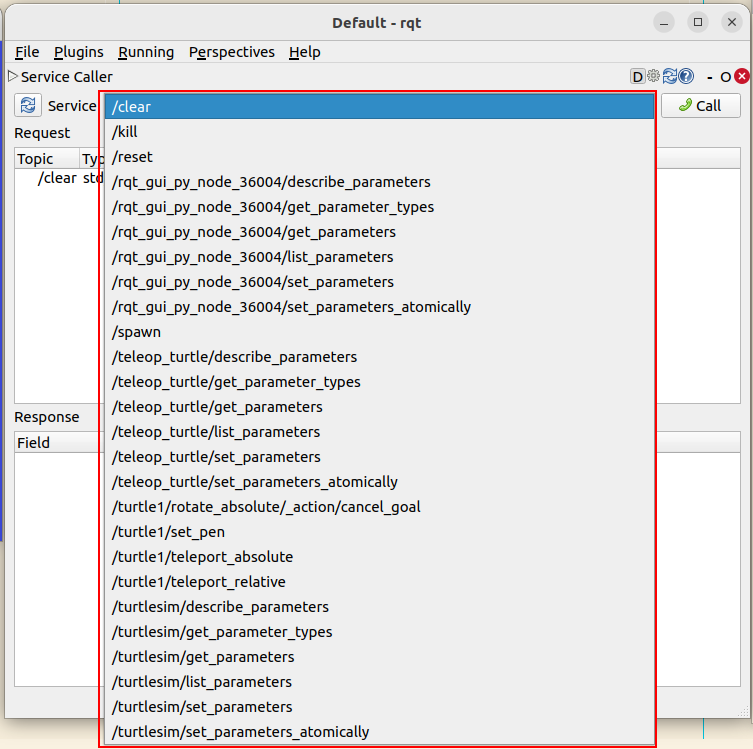 Default - rqt
File Plugins Running Perspectives Help
Service Caller D - O
Service /clear Call
/kill
Request
/reset
Topic Typ
/clear std
/rqt_gui_py_node_36004/describe_parameters
/rqt_gui_py_node_36004/get_parameter_types
/rqt_gui_py_node_36004/get_parameters
/rqt_gui_py_node_36004/list_parameters
/rqt_gui_py_node_36004/set_parameters
/rqt_gui_py_node_36004/set_parameters_atomically
/spawn
/teleop_turtle/describe_parameters
/teleop_turtle/get_parameter_types
/teleop_turtle/get_parameters
Response
/teleop_turtle/list_parameters
Field
/teleop_turtle/set_parameters
/teleop_turtle/set_parameters_atomically
/turtle1/rotate_absolute/_action/cancel_goal
/turtle1/set_pen
/turtle1/teleport_absolute
/turtle1/teleport_relative
/turtlesim/describe_parameters
/turtlesim/get_parameter_types
/turtlesim/get_parameters
/turtlesim/list_parameters
/turtlesim/set_parameters
/turtlesim/set_parameters_atomically